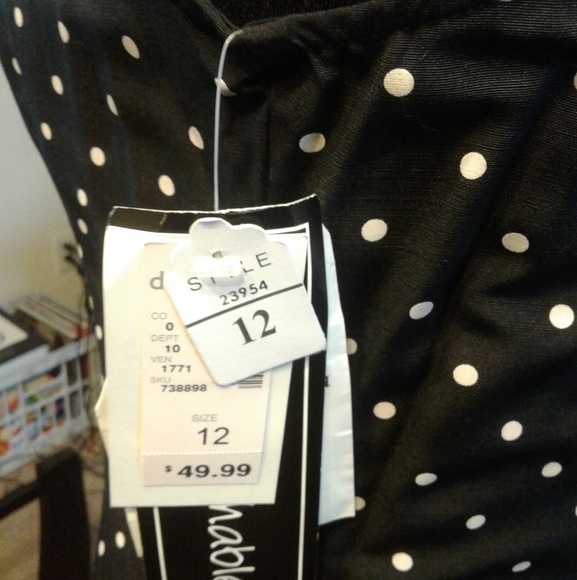 STYLE
23954
12
CO
0
DEPT
10
VEN
1771
SKU
738898
SIZE
12
$49.99